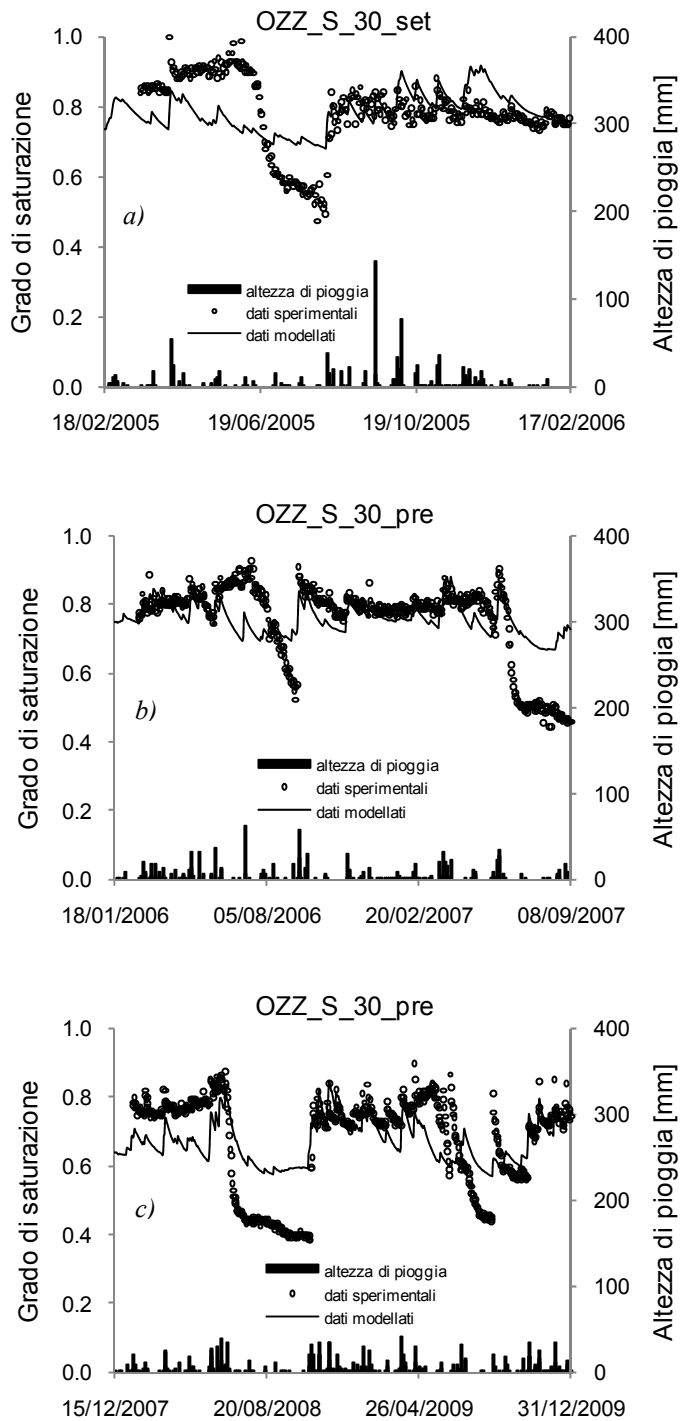 OZZ_S_30_set
Grado di saturazione
Altezza di pioggia [mm]
1.0
0.8
0.6
0.4
0.2
0.0
400
300
200
100
0
a)
altezza di pioggia
dati sperimentali
dati modellati
18/02/2005
19/06/2005
19/10/2005
17/02/2006
OZZ_S_30_pre
Grado di saturazione
Altezza di pioggia [mm]
1.0
0.8
0.6
0.4
0.2
0.0
400
300
200
100
0
b)
altezza di pioggia
dati sperimentali
dati modellati
18/01/2006
05/08/2006
20/02/2007
08/09/2007
OZZ_S_30_pre
Grado di saturazione
Altezza di pioggia [mm]
1.0
0.8
0.6
0.4
0.2
0.0
400
300
200
100
0
c)
altezza di pioggia
dati sperimentali
dati modellati
15/12/2007
20/08/2008
26/04/2009
31/12/2009